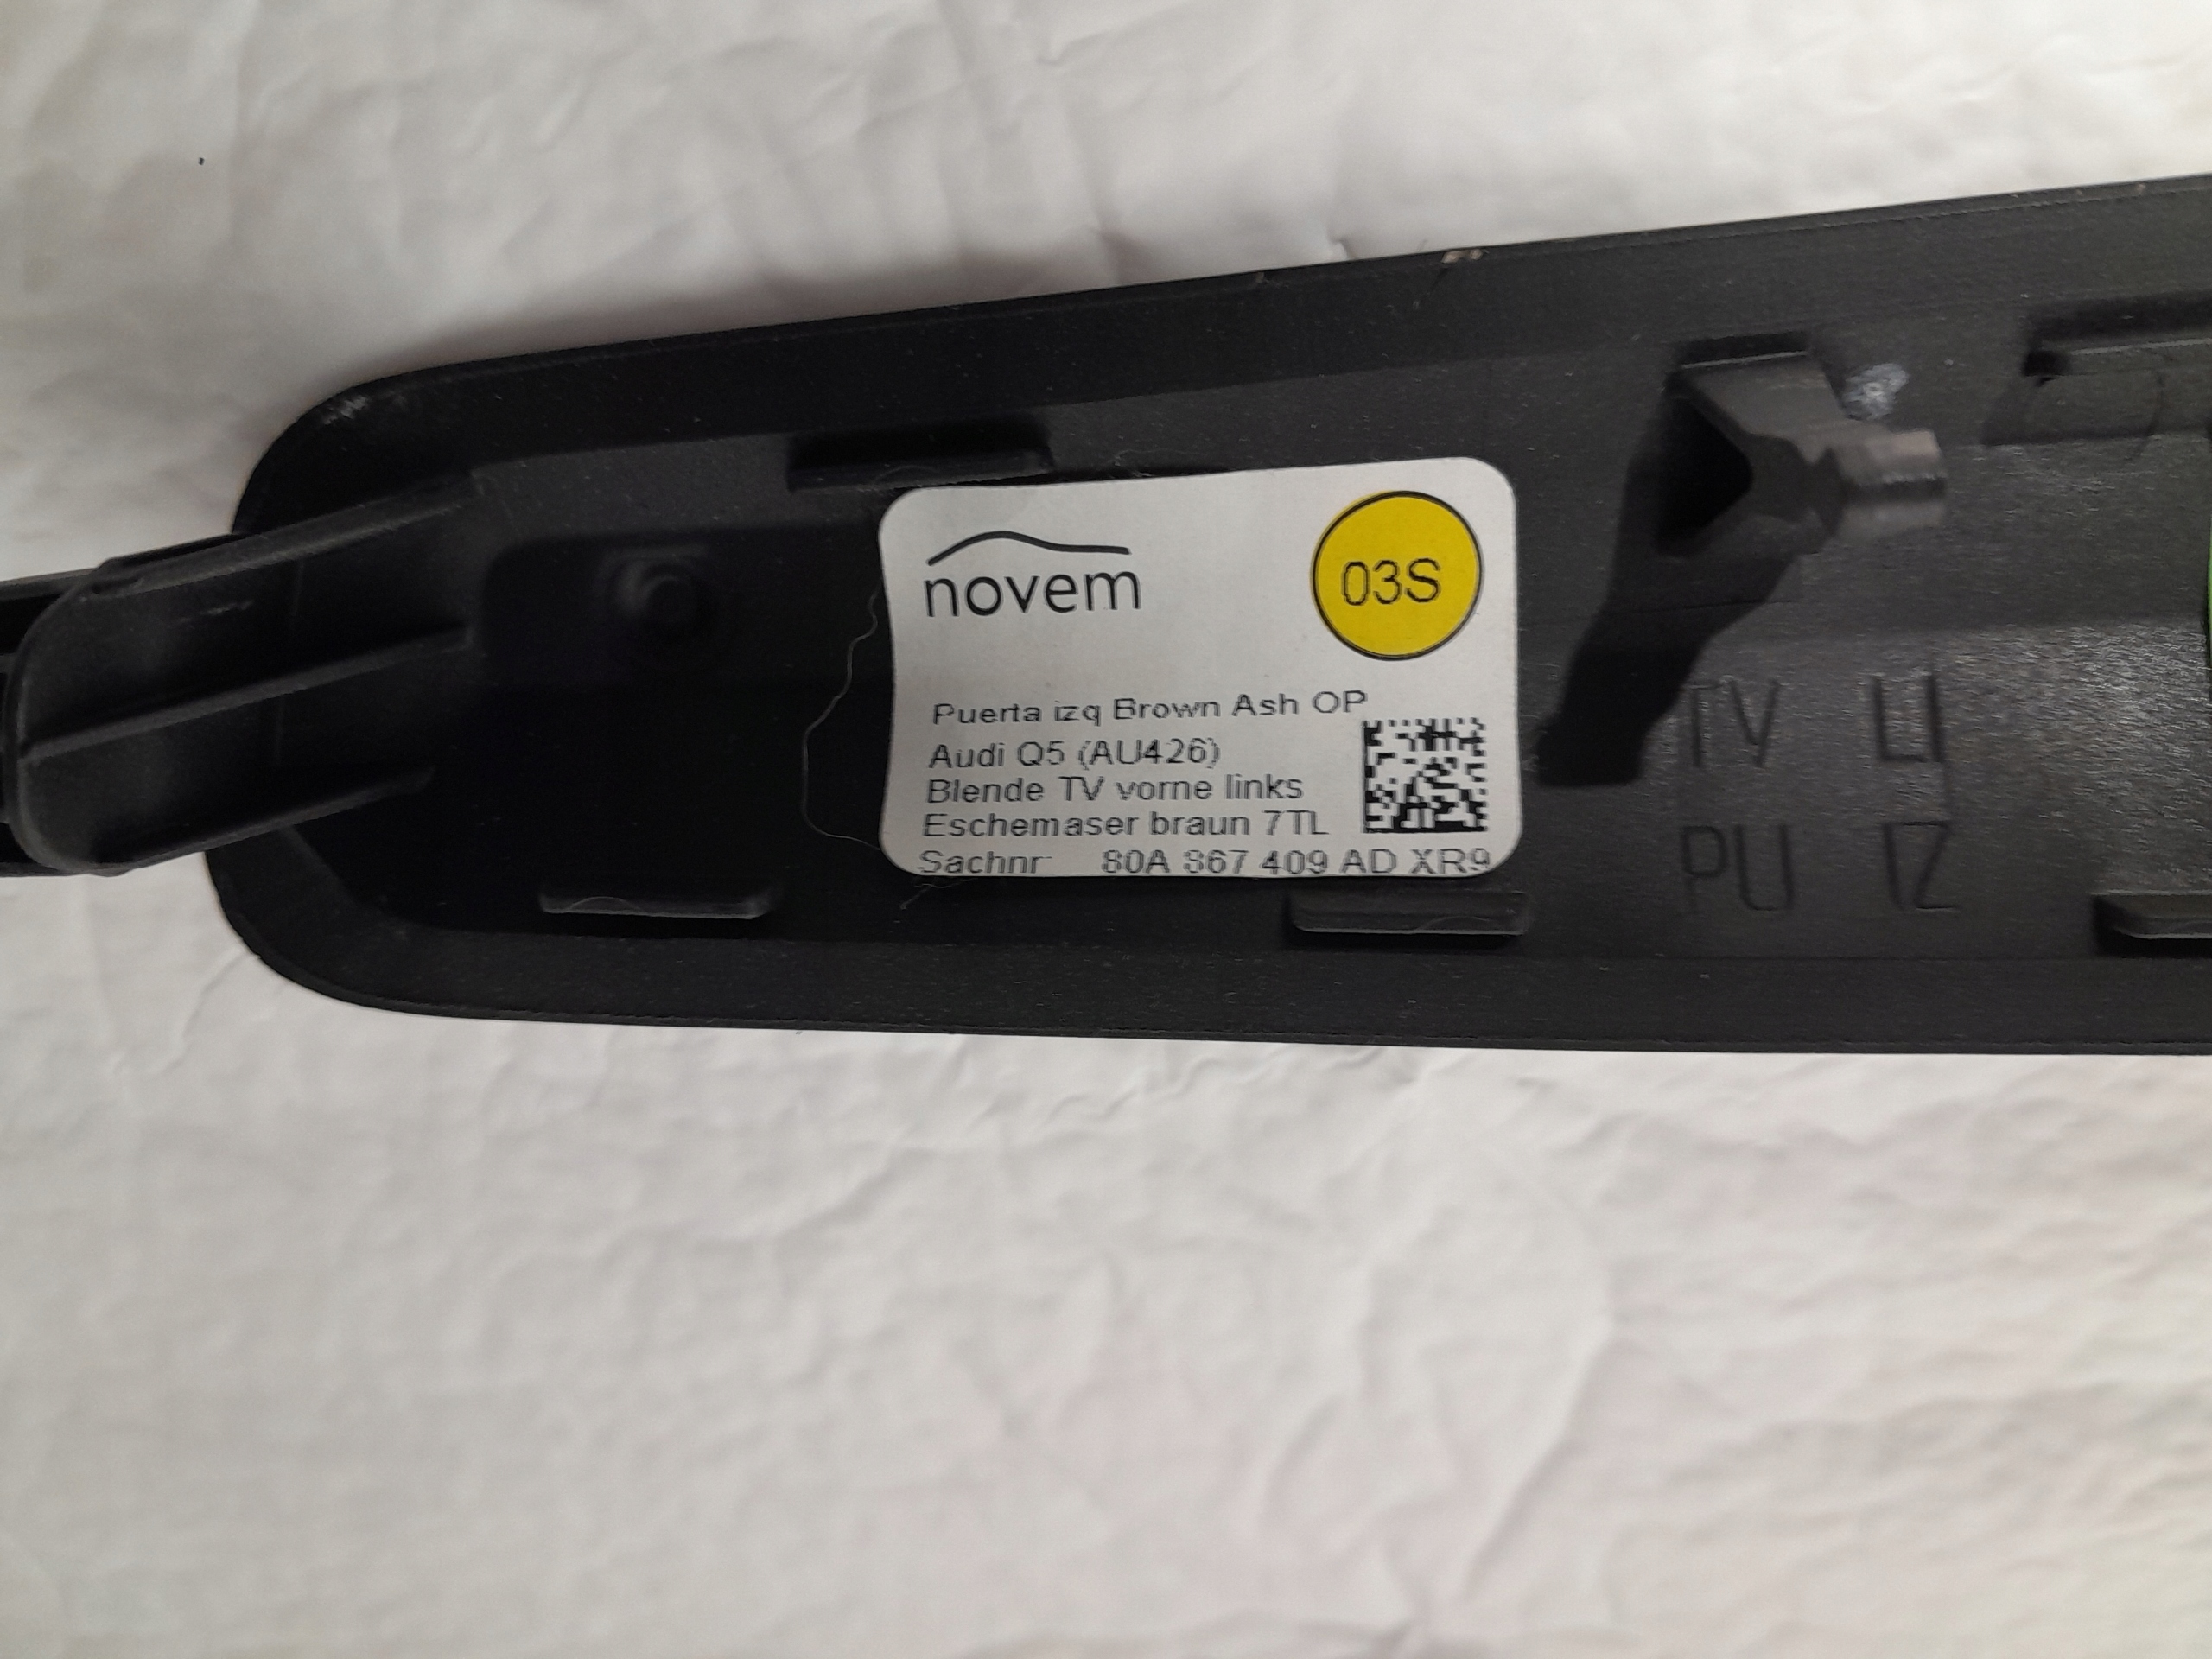 novem
03S
Puerta izq Brown Ash OP
Audi Q5 (AU426)
Blende TV vorne links
Eschemaser braun 7TL
Sachnr 80A 867 409 AD XR9
TV LI
PU IZ